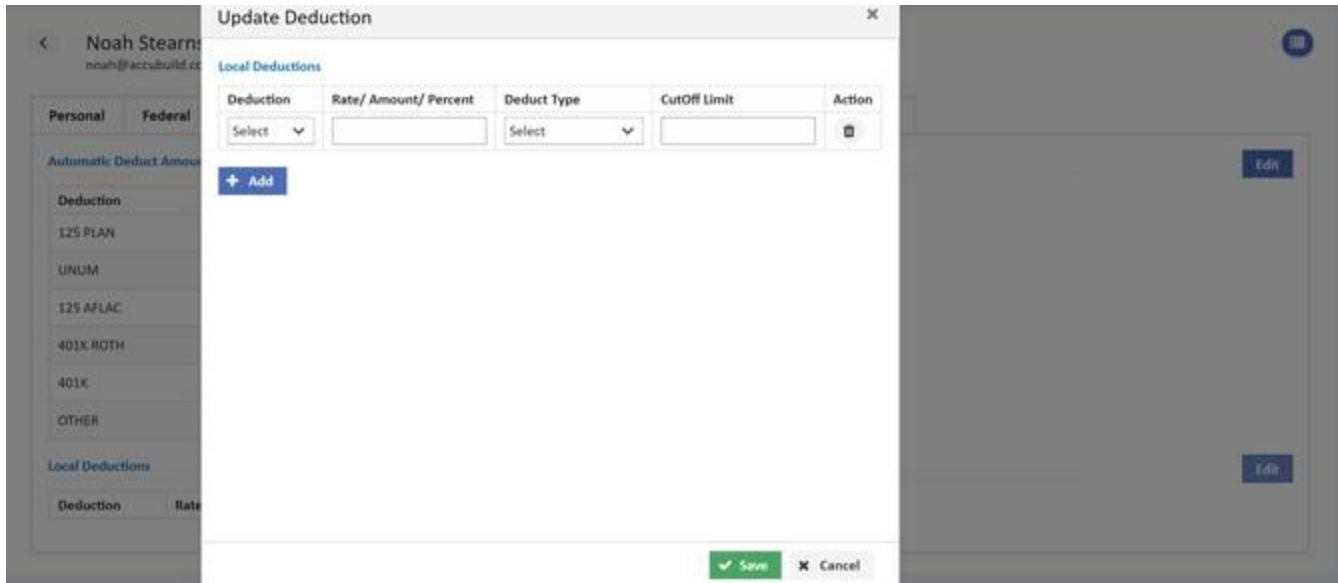 Update Deduction
Noah Stearns
noah@accubuild.cc
Local Deductions
Deduction Rate/ Amount/ Percent Deduct Type CutOff Limit Action
Select Select
+ Add
Personal Federal
Automatic Deduct Amou
Edit
Deduction
125 PLAN
UNUM
125 AFLAC
401K ROTH
401K
OTHER
Local Deductions
Edit
Deduction Rate
Save Cancel